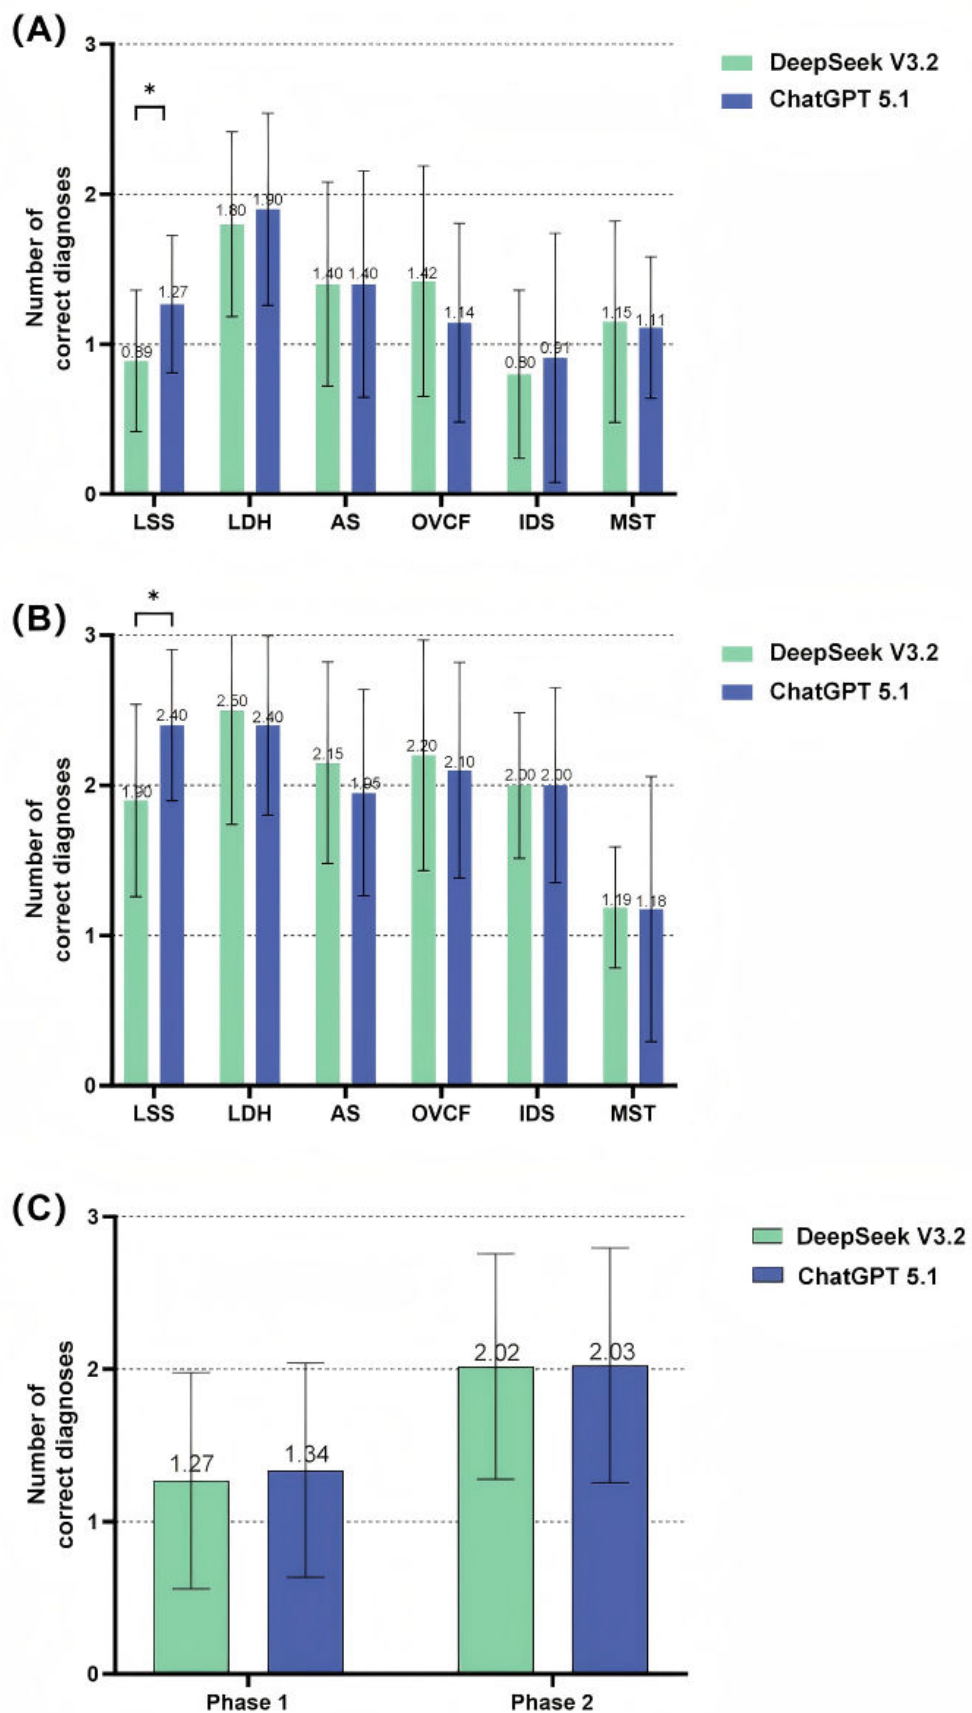 (A)
3
2
1
0
Number of
correct diagnoses
*
0.89
1.27
1.80
1.90
1.40
1.40
1.42
1.14
0.80
0.91
1.15
1.11
LSS
LDH
AS
OVCF
IDS
MST
DeepSeek V3.2
ChatGPT 5.1
(B)
3
2
1
0
Number of
correct diagnoses
*
1.90
2.40
2.50
2.40
2.15
1.95
2.20
2.10
2.00
2.00
1.19
1.18
LSS
LDH
AS
OVCF
IDS
MST
DeepSeek V3.2
ChatGPT 5.1
(C)
3
2
1
0
Number of
correct diagnoses
1.27
1.34
2.02
2.03
Phase 1
Phase 2
DeepSeek V3.2
ChatGPT 5.1